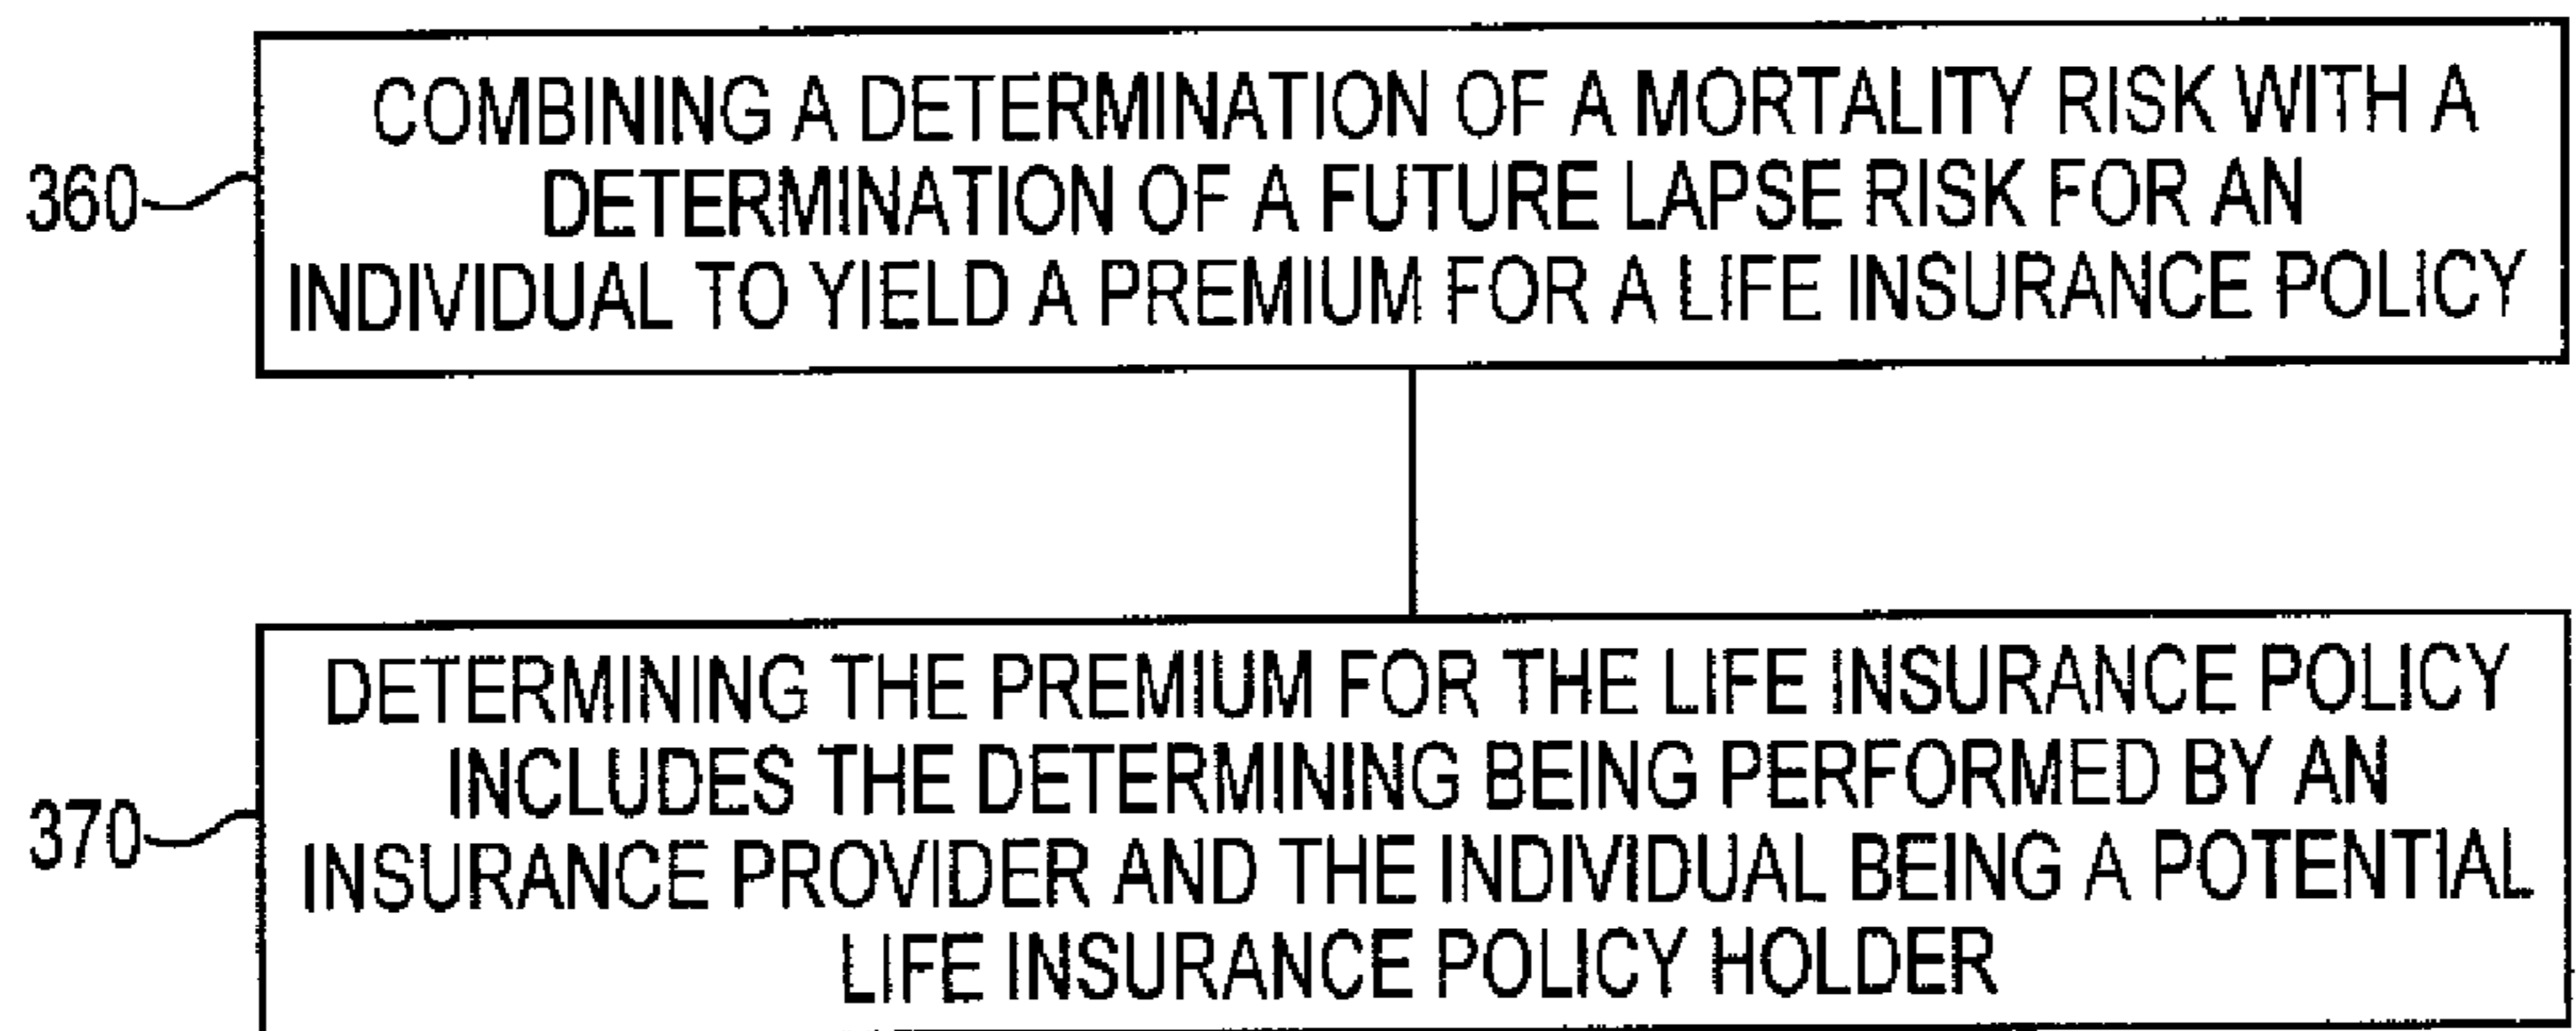 COMBINING A DETERMINATION OF A MORTALITY RISK WITH A
DETERMINATION OF A FUTURE LAPSE RISK FOR AN
INDIVIDUAL TO YIELD A PREMIUM FOR A LIFE INSURANCE POLICY
360
DETERMINING THE PREMIUM FOR THE LIFE INSURANCE POLICY
INCLUDES THE DETERMINING BEING PERFORMED BY AN
INSURANCE PROVIDER AND THE INDIVIDUAL BEING A POTENTIAL
LIFE INSURANCE POLICY HOLDER
370